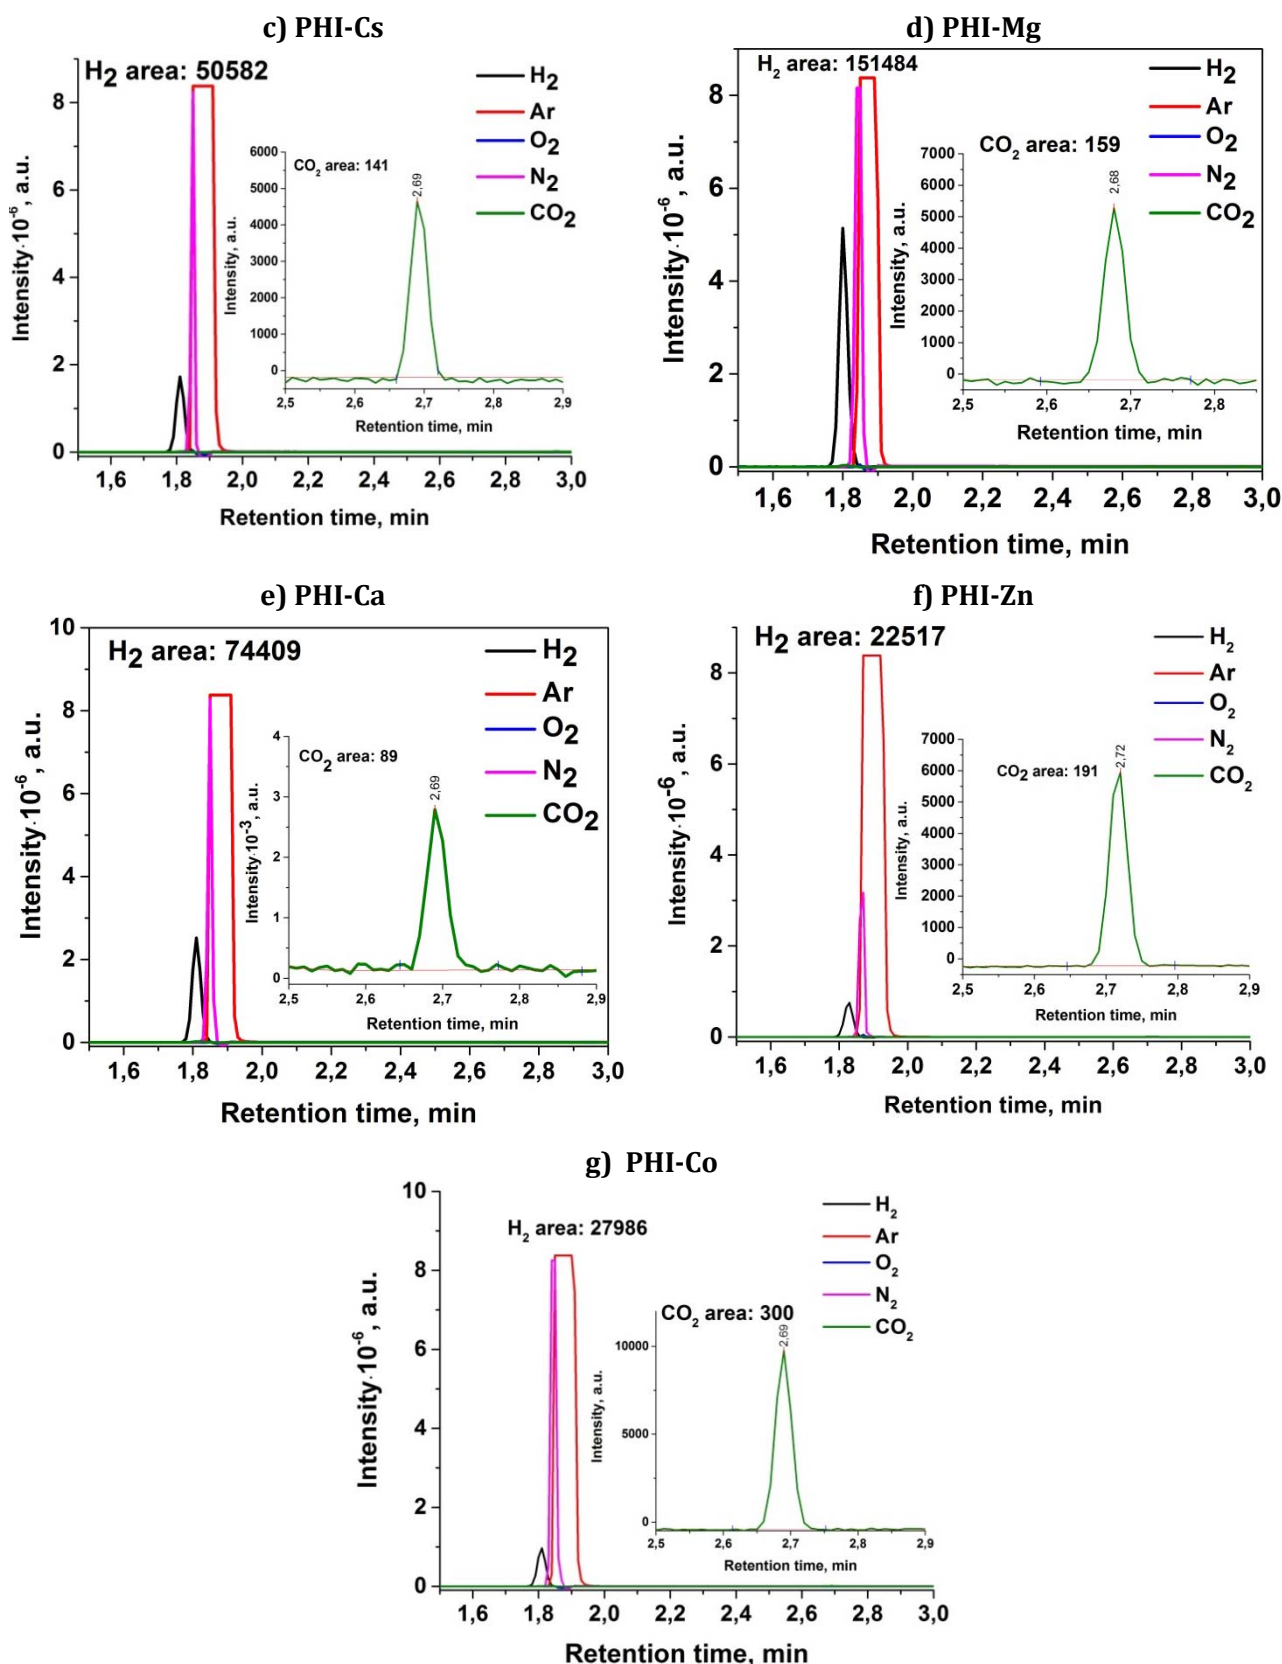 c) PHI-Cs
H2 area: 50582
H2
Ar
O2
N2
CO2
Intensity·10-6, a.u.
8
6
4
2
0
1,6 1,8 2,0 2,2 2,4 2,6 2,8 3,0
Retention time, min
CO2 area: 141
2,69
Intensity, a.u.
6000
5000
4000
3000
2000
1000
0
2,5 2,6 2,7 2,8 2,9
Retention time, min
d) PHI-Mg
H2 area: 151484
H2
Ar
O2
N2
CO2
Intensity·10-6, a.u.
8
6
4
2
0
1,6 1,8 2,0 2,2 2,4 2,6 2,8 3,0
Retention time, min
CO2 area: 159
2,68
Intensity, a.u.
7000
6000
5000
4000
3000
2000
1000
0
2,5 2,6 2,7 2,8
Retention time, min
e) PHI-Ca
H2 area: 74409
H2
Ar
O2
N2
CO2
Intensity·10-6, a.u.
10
8
6
4
2
0
1,6 1,8 2,0 2,2 2,4 2,6 2,8 3,0
Retention time, min
CO2 area: 89
2,69
Intensity·10-3, a.u.
4
3
2
1
0
2,5 2,6 2,7 2,8 2,9
Retention time, min
f) PHI-Zn
H2 area: 22517
H2
Ar
O2
N2
CO2
Intensity·10-6, a.u.
8
6
4
2
0
1,6 1,8 2,0 2,2 2,4 2,6 2,8 3,0
Retention time, min
CO2 area: 191
2,72
Intensity, a.u.
7000
6000
5000
4000
3000
2000
1000
0
2,5 2,6 2,7 2,8 2,9
Retention time, min
g) PHI-Co
H2 area: 27986
H2
Ar
O2
N2
CO2
Intensity·10-6, a.u.
10
8
6
4
2
0
1,6 1,8 2,0 2,2 2,4 2,6 2,8 3,0
Retention time, min
CO2 area: 300
2,69
Intensity, a.u.
10000
5000
0
2,5 2,6 2,7 2,8 2,9
Retention time, min